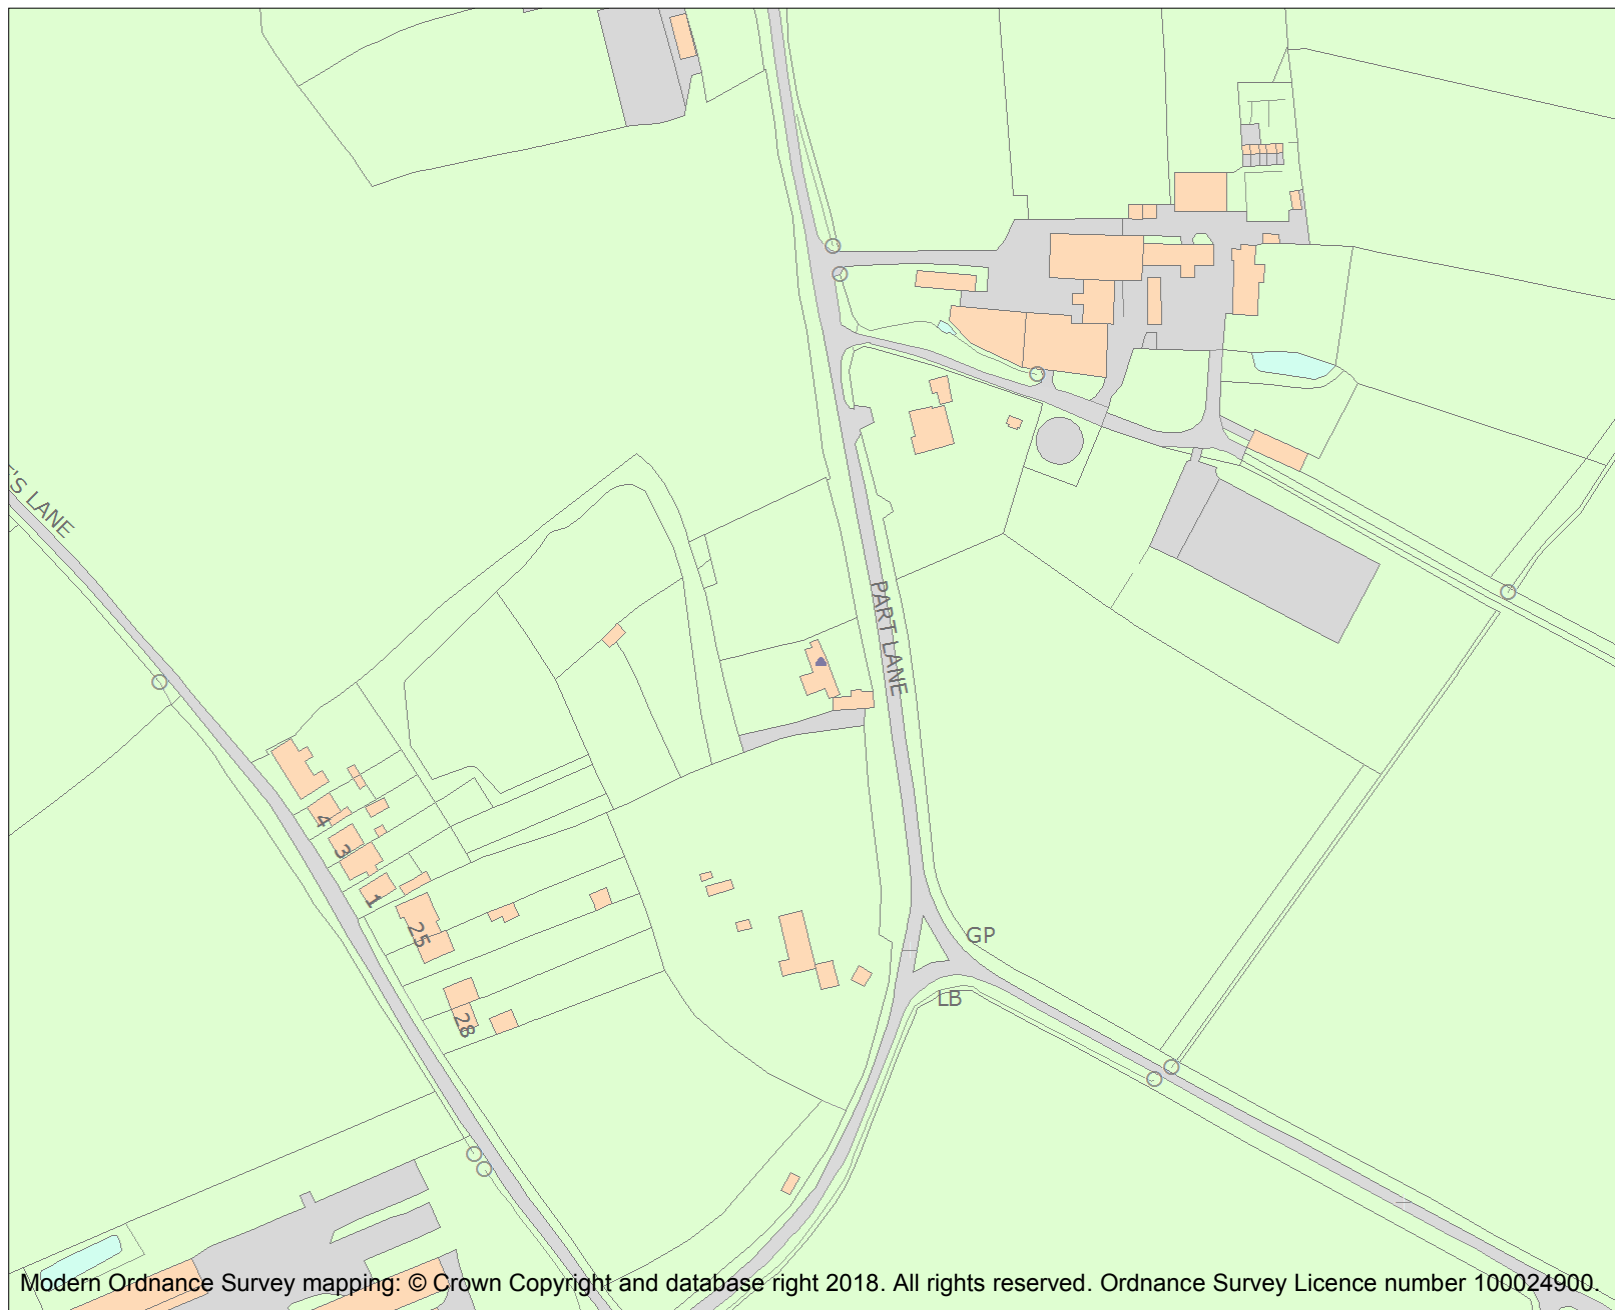 'S LANE
PART LANE
4
3
1
25
28
GP
LB
Modern Ordnance Survey mapping: © Crown Copyright and database right 2018. All rights reserved. Ordnance Survey Licence number 100024900.